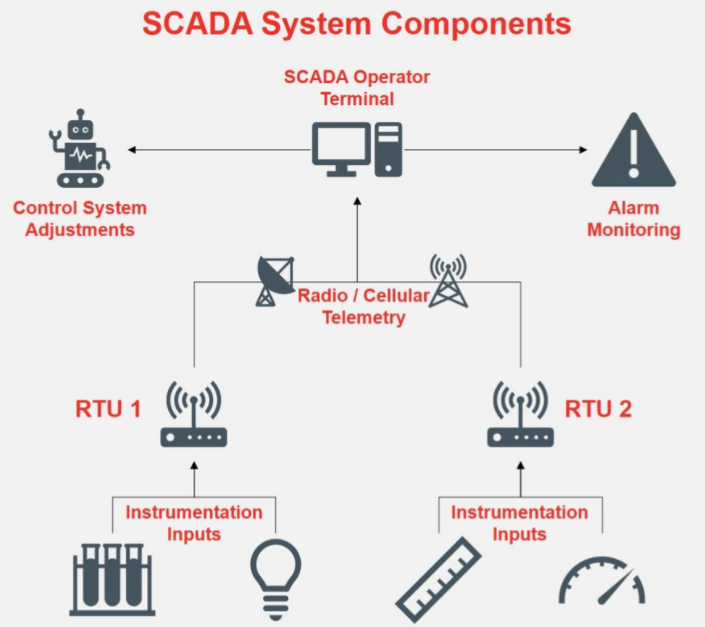 SCADA System Components
SCADA Operator
Terminal
Control System
Adjustments
Alarm
Monitoring
Radio / Cellular
Telemetry
RTU 1
RTU 2
Instrumentation
Inputs
Instrumentation
Inputs